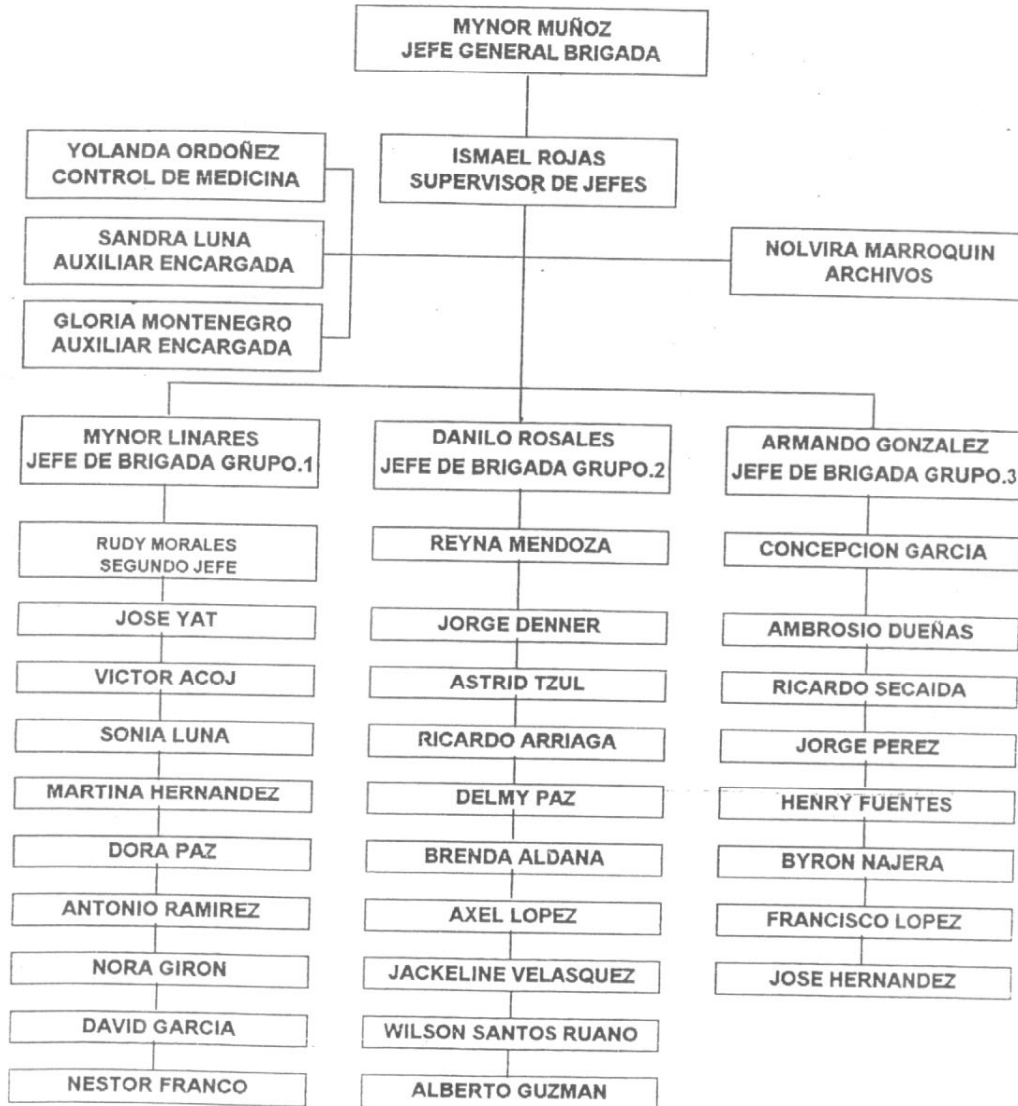 MYNOR MUÑOZ
JEFE GENERAL BRIGADA
YOLANDA ORDOÑEZ
CONTROL DE MEDICINA
ISMAEL ROJAS
SUPERVISOR DE JEFES
SANDRA LUNA
AUXILIAR ENCARGADA
NOLVIRA MARROQUIN
ARCHIVOS
GLORIA MONTENEGRO
AUXILIAR ENCARGADA
MYNOR LINARES
JEFE DE BRIGADA GRUPO.1
RUDY MORALES
SEGUNDO JEFE
JOSE YAT
VICTOR ACOJ
SONIA LUNA
MARTINA HERNANDEZ
DORA PAZ
ANTONIO RAMIREZ
NORA GIRON
DAVID GARCIA
NESTOR FRANCO
DANILO ROSALES
JEFE DE BRIGADA GRUPO.2
REYNA MENDOZA
JORGE DENNER
ASTRID TZUL
RICARDO ARRIAGA
DELMY PAZ
BRENDA ALDANA
AXEL LOPEZ
JACKELINE VELASQUEZ
WILSON SANTOS RUANO
ALBERTO GUZMAN
ARMANDO GONZALEZ
JEFE DE BRIGADA GRUPO.3
CONCEPCION GARCIA
AMBROSIO DUEÑAS
RICARDO SECAIDA
JORGE PEREZ
HENRY FUENTES
BYRON NAJERA
FRANCISCO LOPEZ
JOSE HERNANDEZ